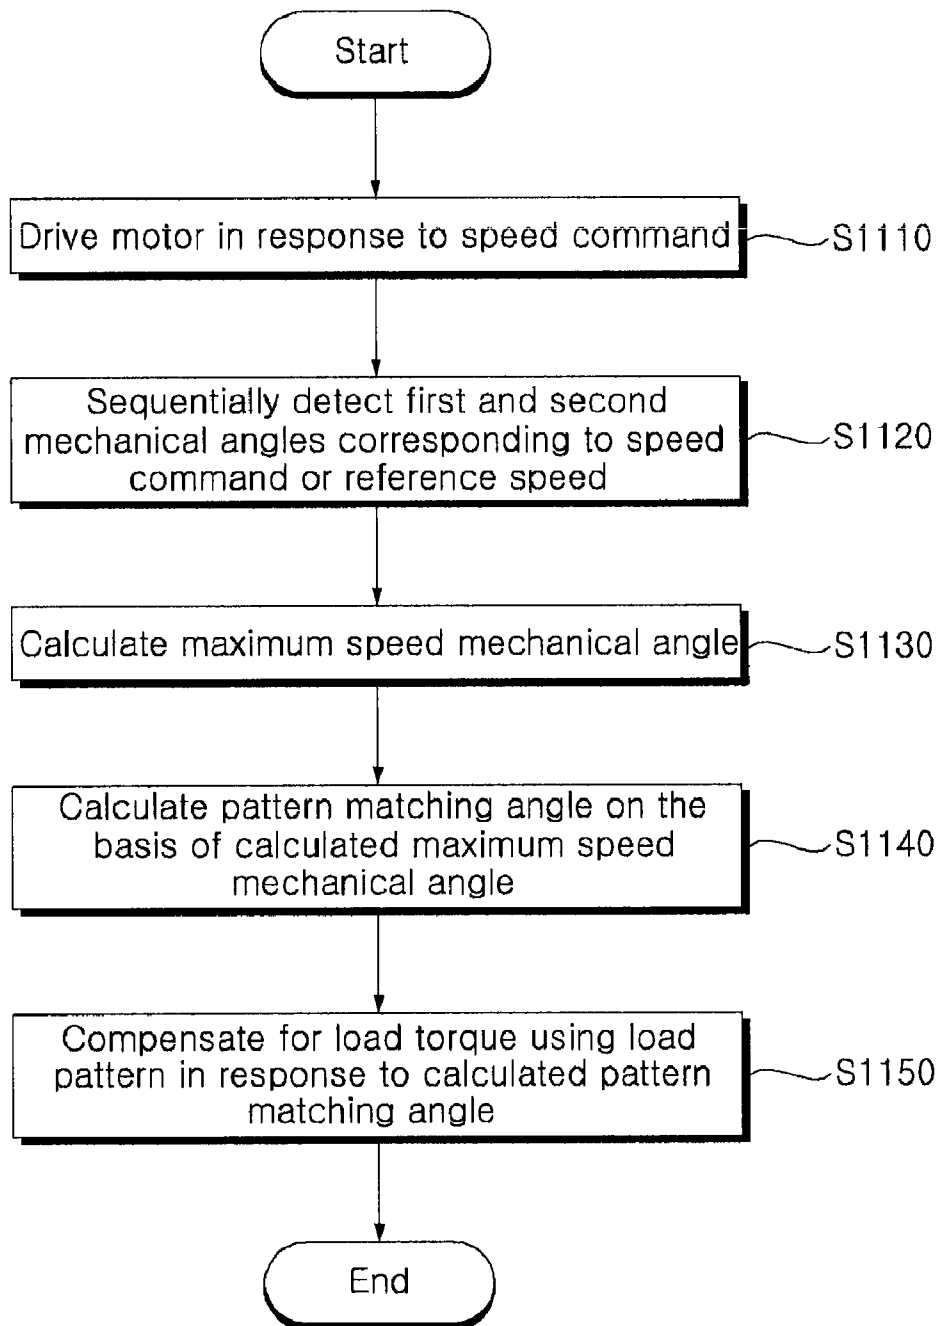 Start
Drive motor in response to speed command
S1110
Sequentially detect first and second
mechanical angles corresponding to speed
command or reference speed
S1120
Calculate maximum speed mechanical angle
S1130
Calculate pattern matching angle on the
basis of calculated maximum speed
mechanical angle
S1140
Compensate for load torque using load
pattern in response to calculated pattern
matching angle
S1150
End